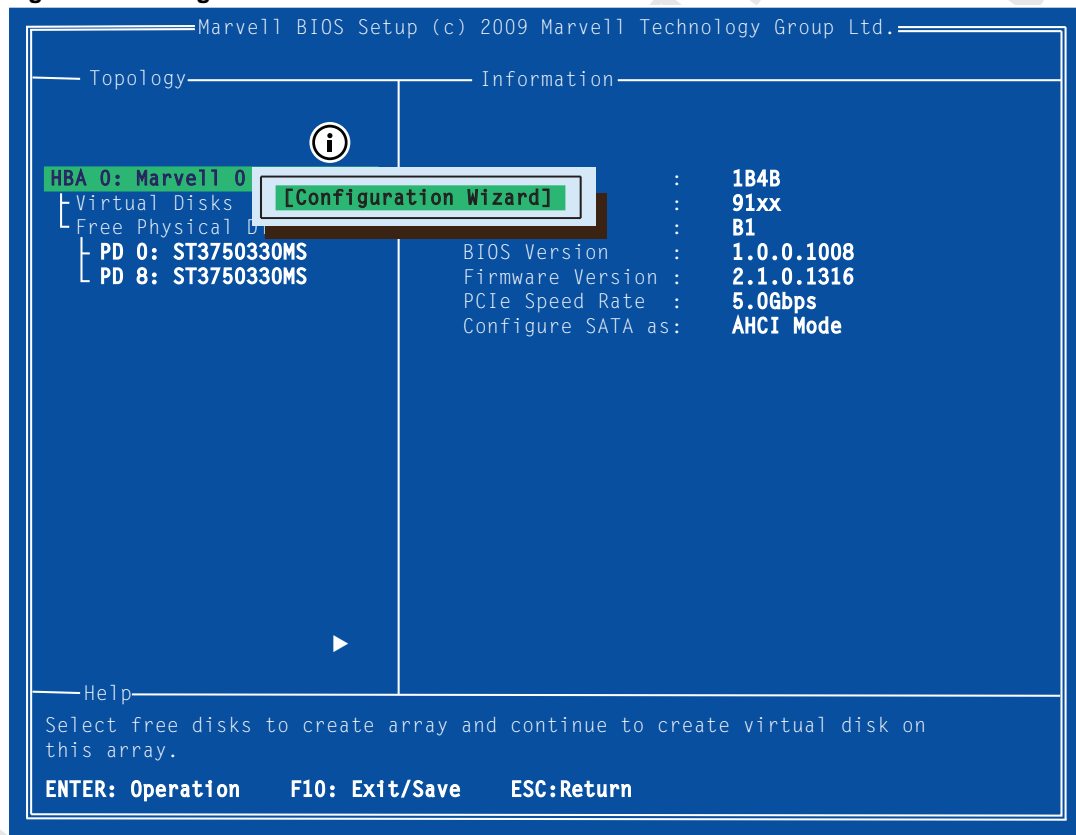 Marvell BIOS Setup (c) 2009 Marvell Technology Group Ltd.
Topology
Information
HBA 0: Marvell 0
Virtual Disks
Free Physical D
PD 0: ST3750330MS
PD 8: ST3750330MS
[Configuration Wizard]
: 1B4B
: 91xx
: B1
BIOS Version : 1.0.0.1008
Firmware Version : 2.1.0.1316
PCIe Speed Rate : 5.0Gbps
Configure SATA as: AHCI Mode
Help
Select free disks to create array and continue to create virtual disk on
this array.
ENTER: Operation F10: Exit/Save ESC:Return